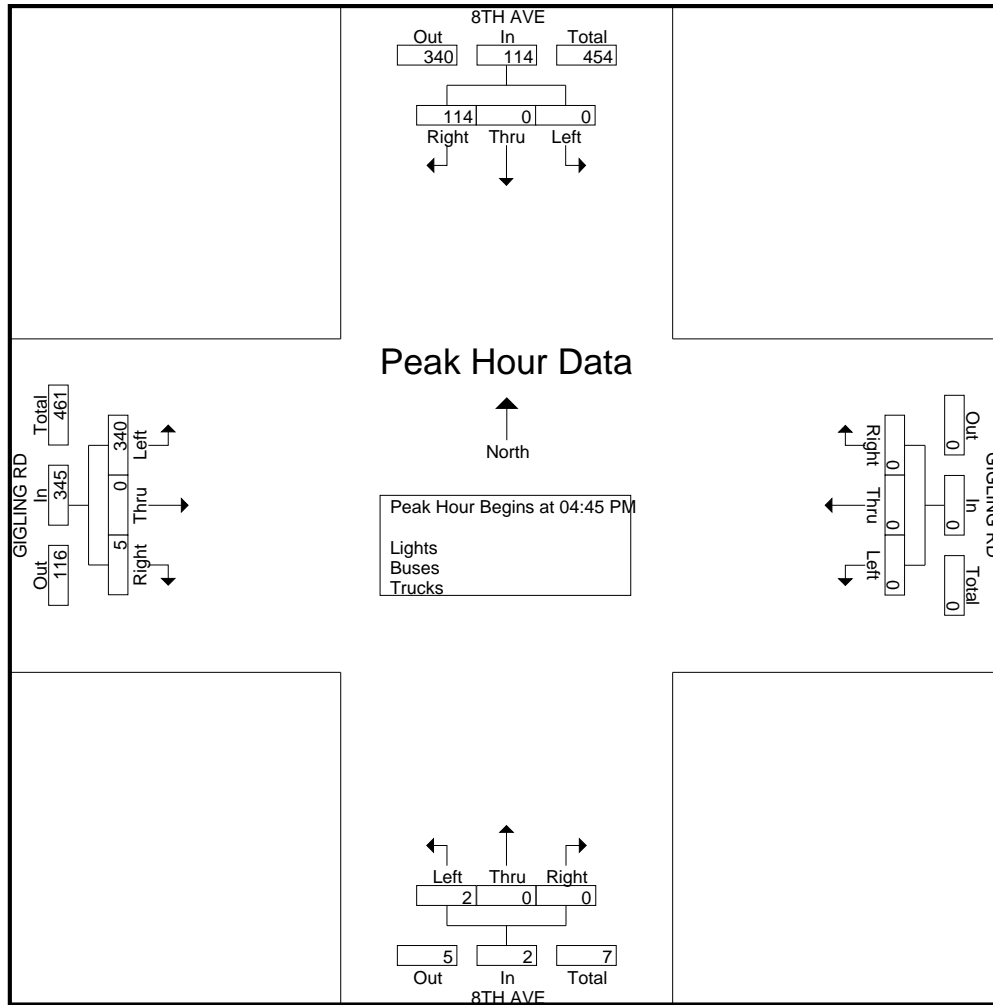 8TH AVE
Out In Total
340 114 454
114 0 0
Right Thru Left
Peak Hour Data
North
Peak Hour Begins at 04:45 PM
Lights
Buses
Trucks
GIGLING RD
Total In Out
461 345 116
340 0 5
Left Thru Right
GIGLING RD
Out In Total
0 0 0
0 0 0
Right Thru Left
Left Thru Right
2 0 0
5 2 7
Out In Total
8TH AVE